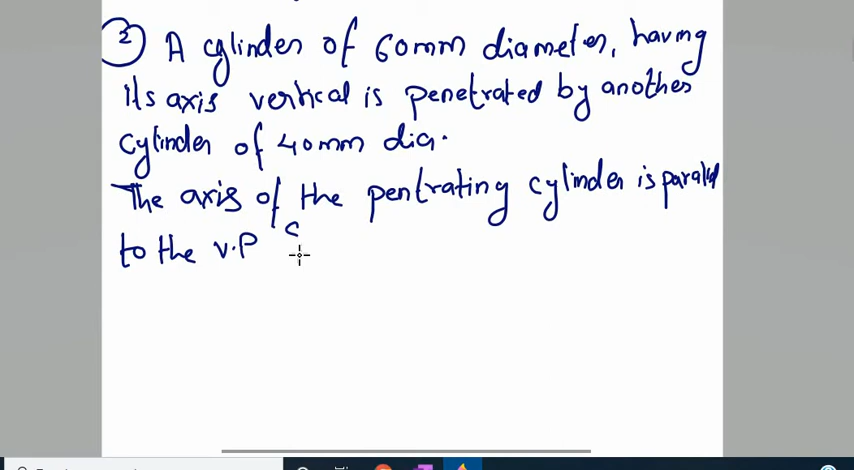 2 A cylinder of 60mm diameter, having
its axis vertical is penetrated by another
cylinder of 40mm dia.
The axis of the pentrating cylinder is parallel
to the V.P